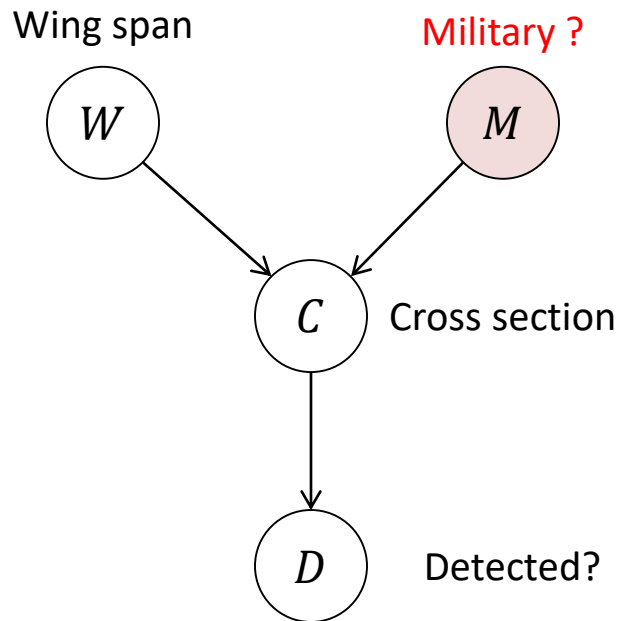 Wing span
Military ?
W
M
C
Cross section
D
Detected?